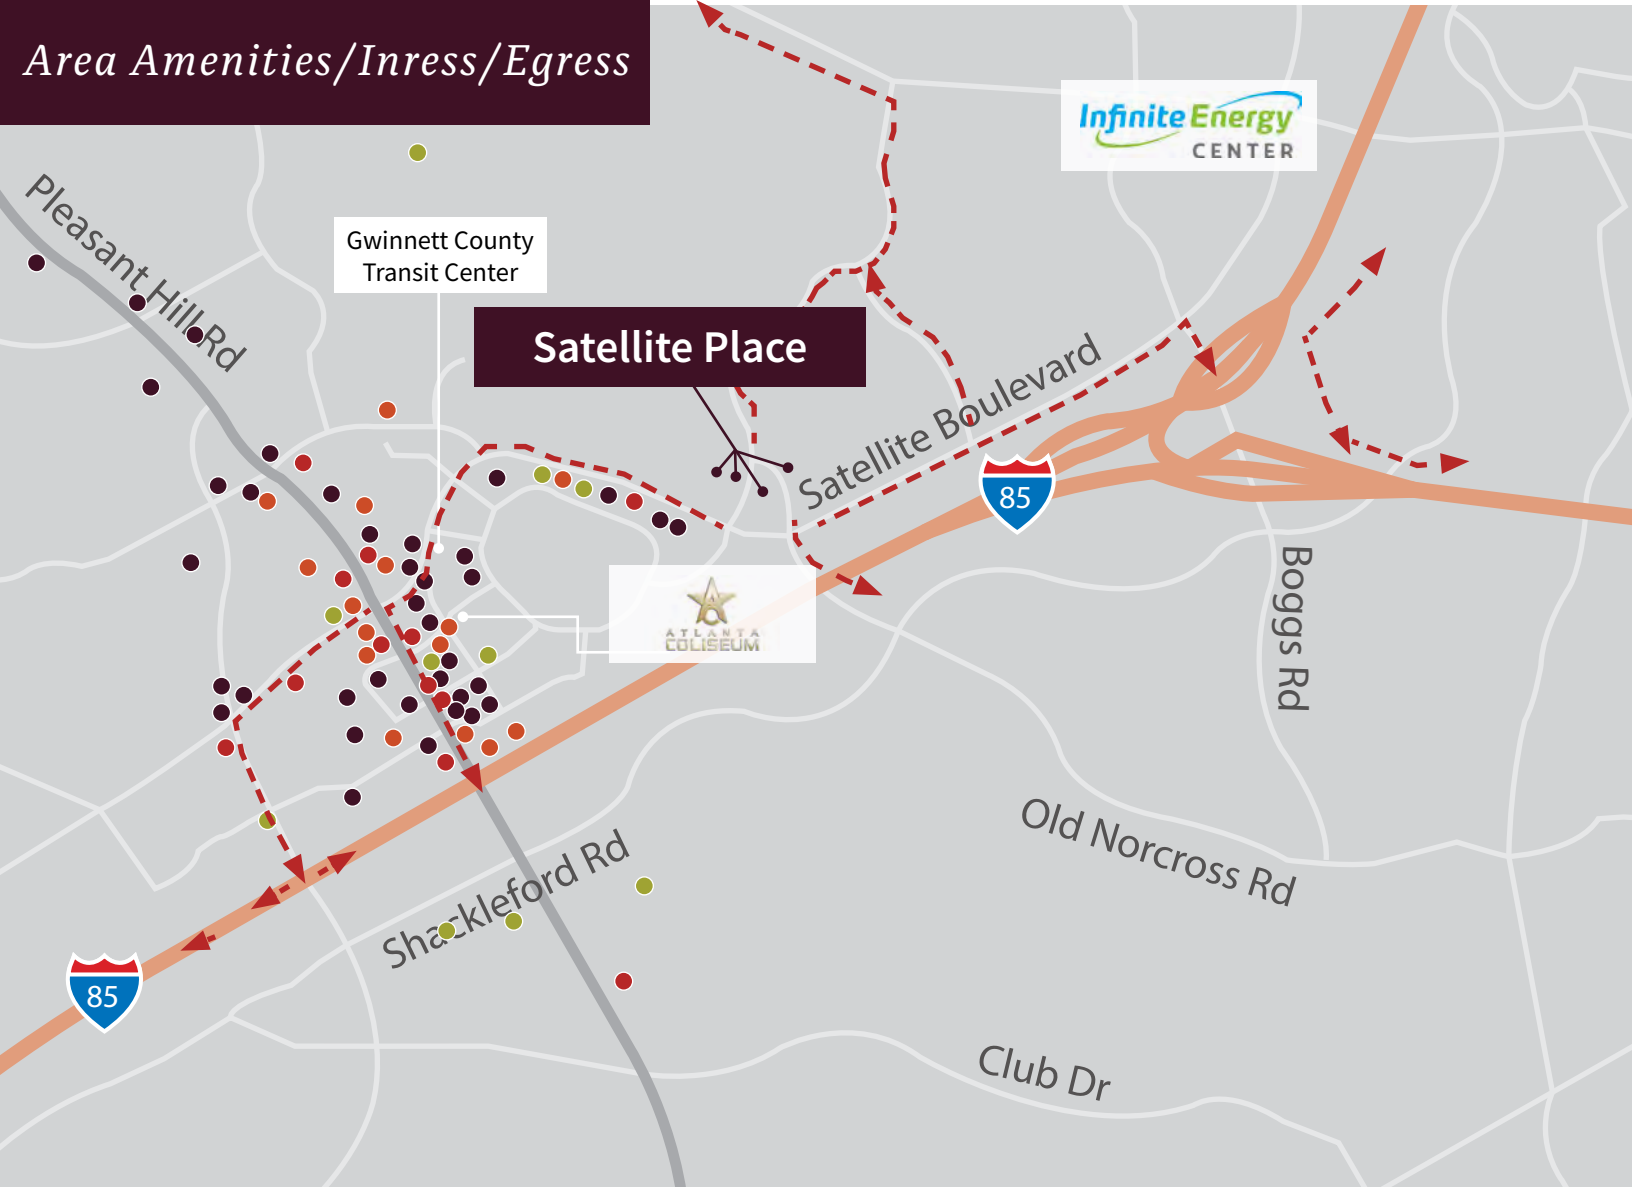 Area Amenities/Inress/Egress
Infinite Energy
CENTER
Pleasant Hill Rd
Gwinnett County
Transit Center
Satellite Place
Satellite Boulevard
85
Boggs Rd
ATLANTA
COLISEUM
Old Norcross Rd
Shackleford Rd
85
Club Dr